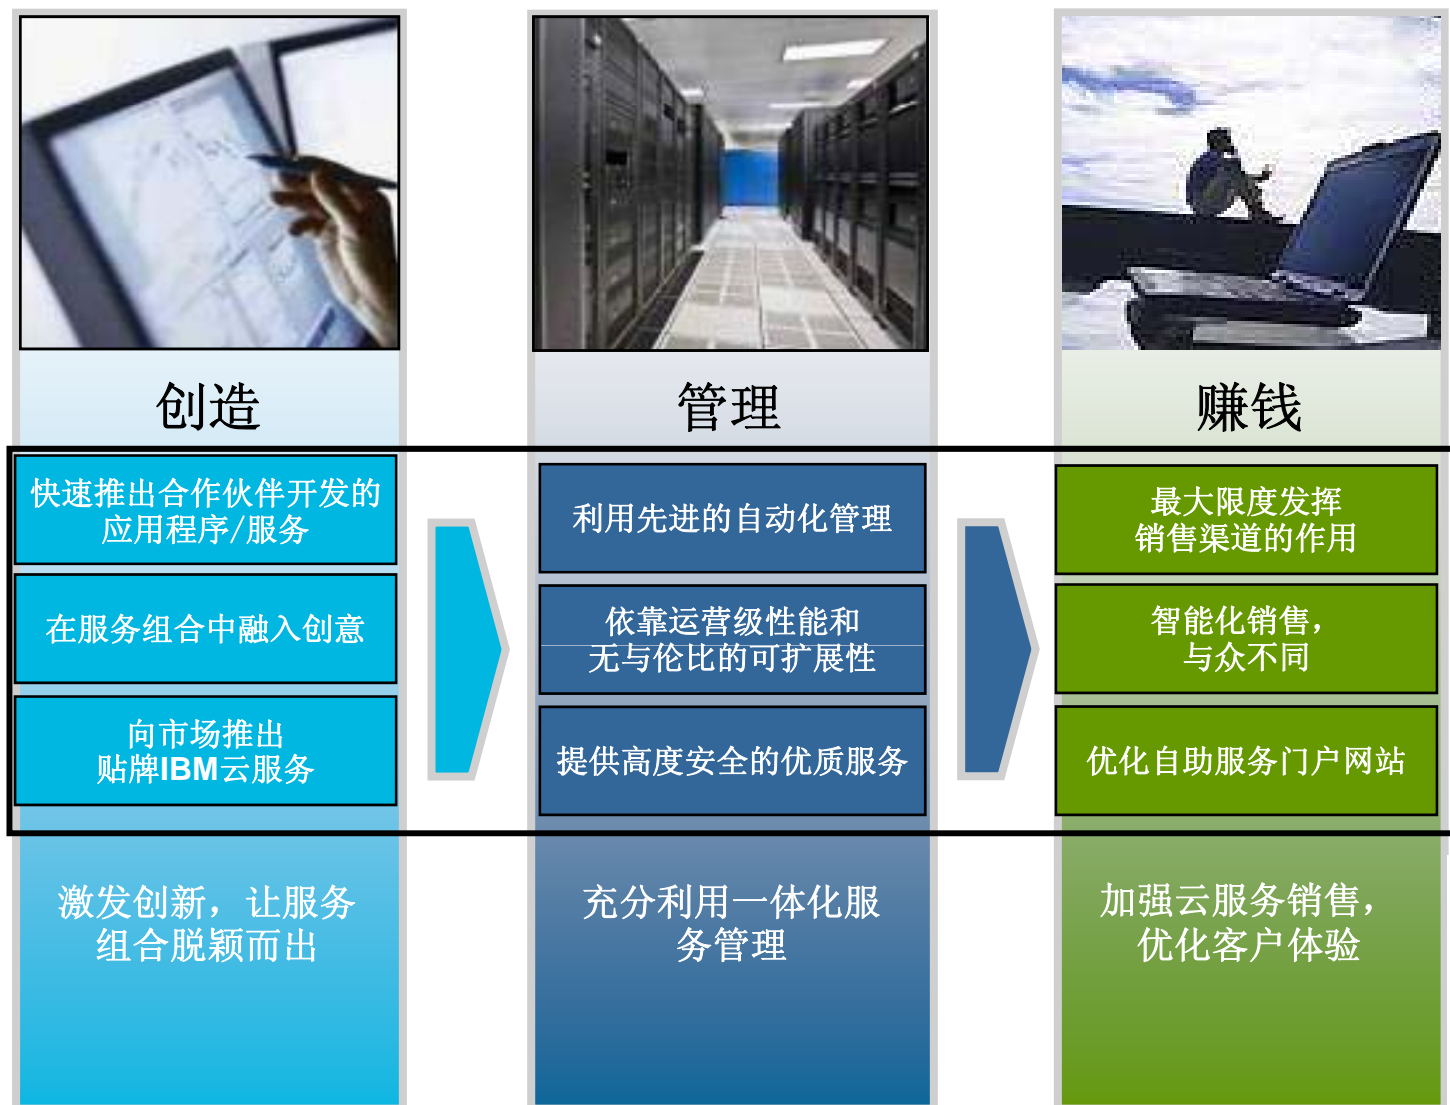 创造
快速推出合作伙伴开发的
应用程序/服务
在服务组合中融入创意
向市场推出
贴牌IBM云服务
激发创新，让服务
组合脱颖而出
管理
利用先进的自动化管理
依靠运营级性能和
无与伦比的可扩展性
提供高度安全的优质服务
充分利用一体化服
务管理
赚钱
最大限度发挥
销售渠道的作用
智能化销售，
与众不同
优化自助服务门户网站
加强云服务销售，
优化客户体验